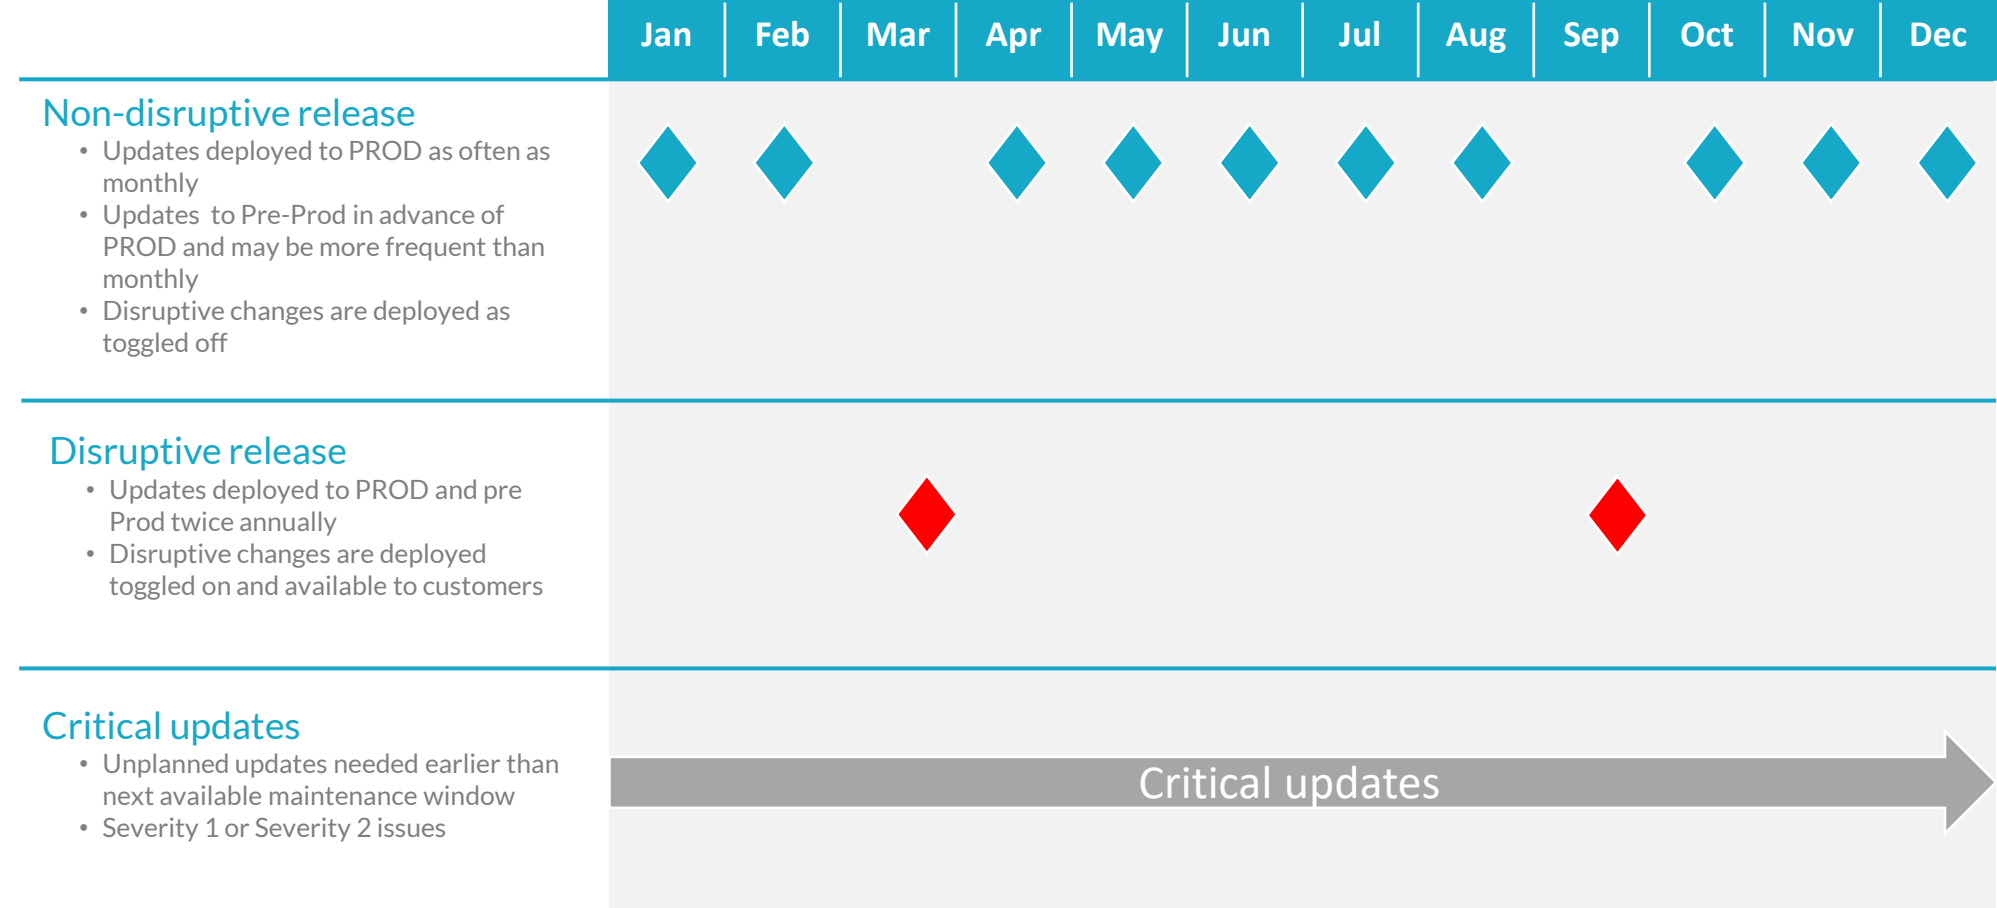 Jan Feb Mar Apr May Jun Jul Aug Sep Oct Nov Dec
Non-disruptive release
• Updates deployed to PROD as often as
monthly
• Updates  to Pre-Prod in advance of
PROD and may be more frequent than
monthly
• Disruptive changes are deployed as
toggled off
Disruptive release
• Updates deployed to PROD and pre
Prod twice annually
• Disruptive changes are deployed
toggled on and available to customers
Critical updates
• Unplanned updates needed earlier than
next available maintenance window
• Severity 1 or Severity 2 issues
Critical updates